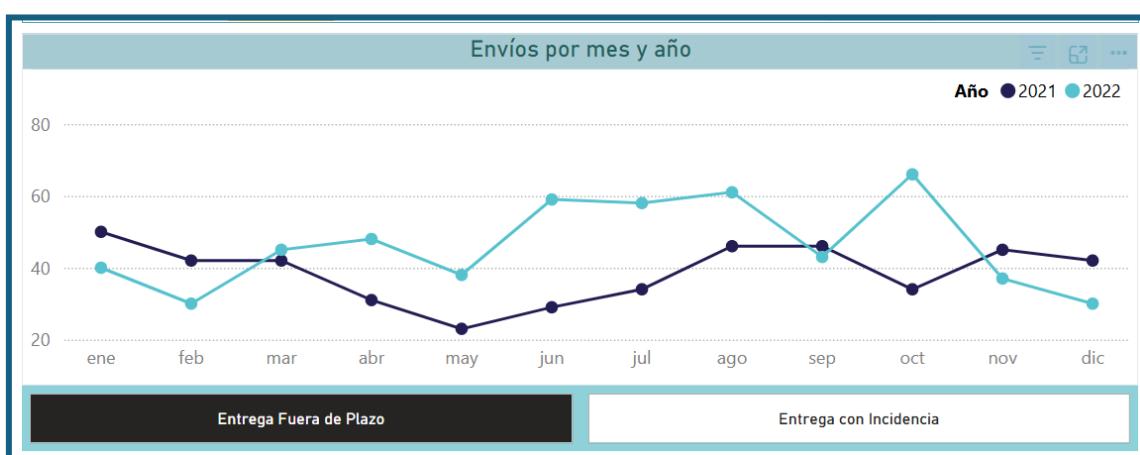 Envíos por mes y año
Año 2021 2022
80
60
40
20
ene feb mar abr may jun jul ago sep oct nov dic
Entrega Fuera de Plazo Entrega con Incidencia